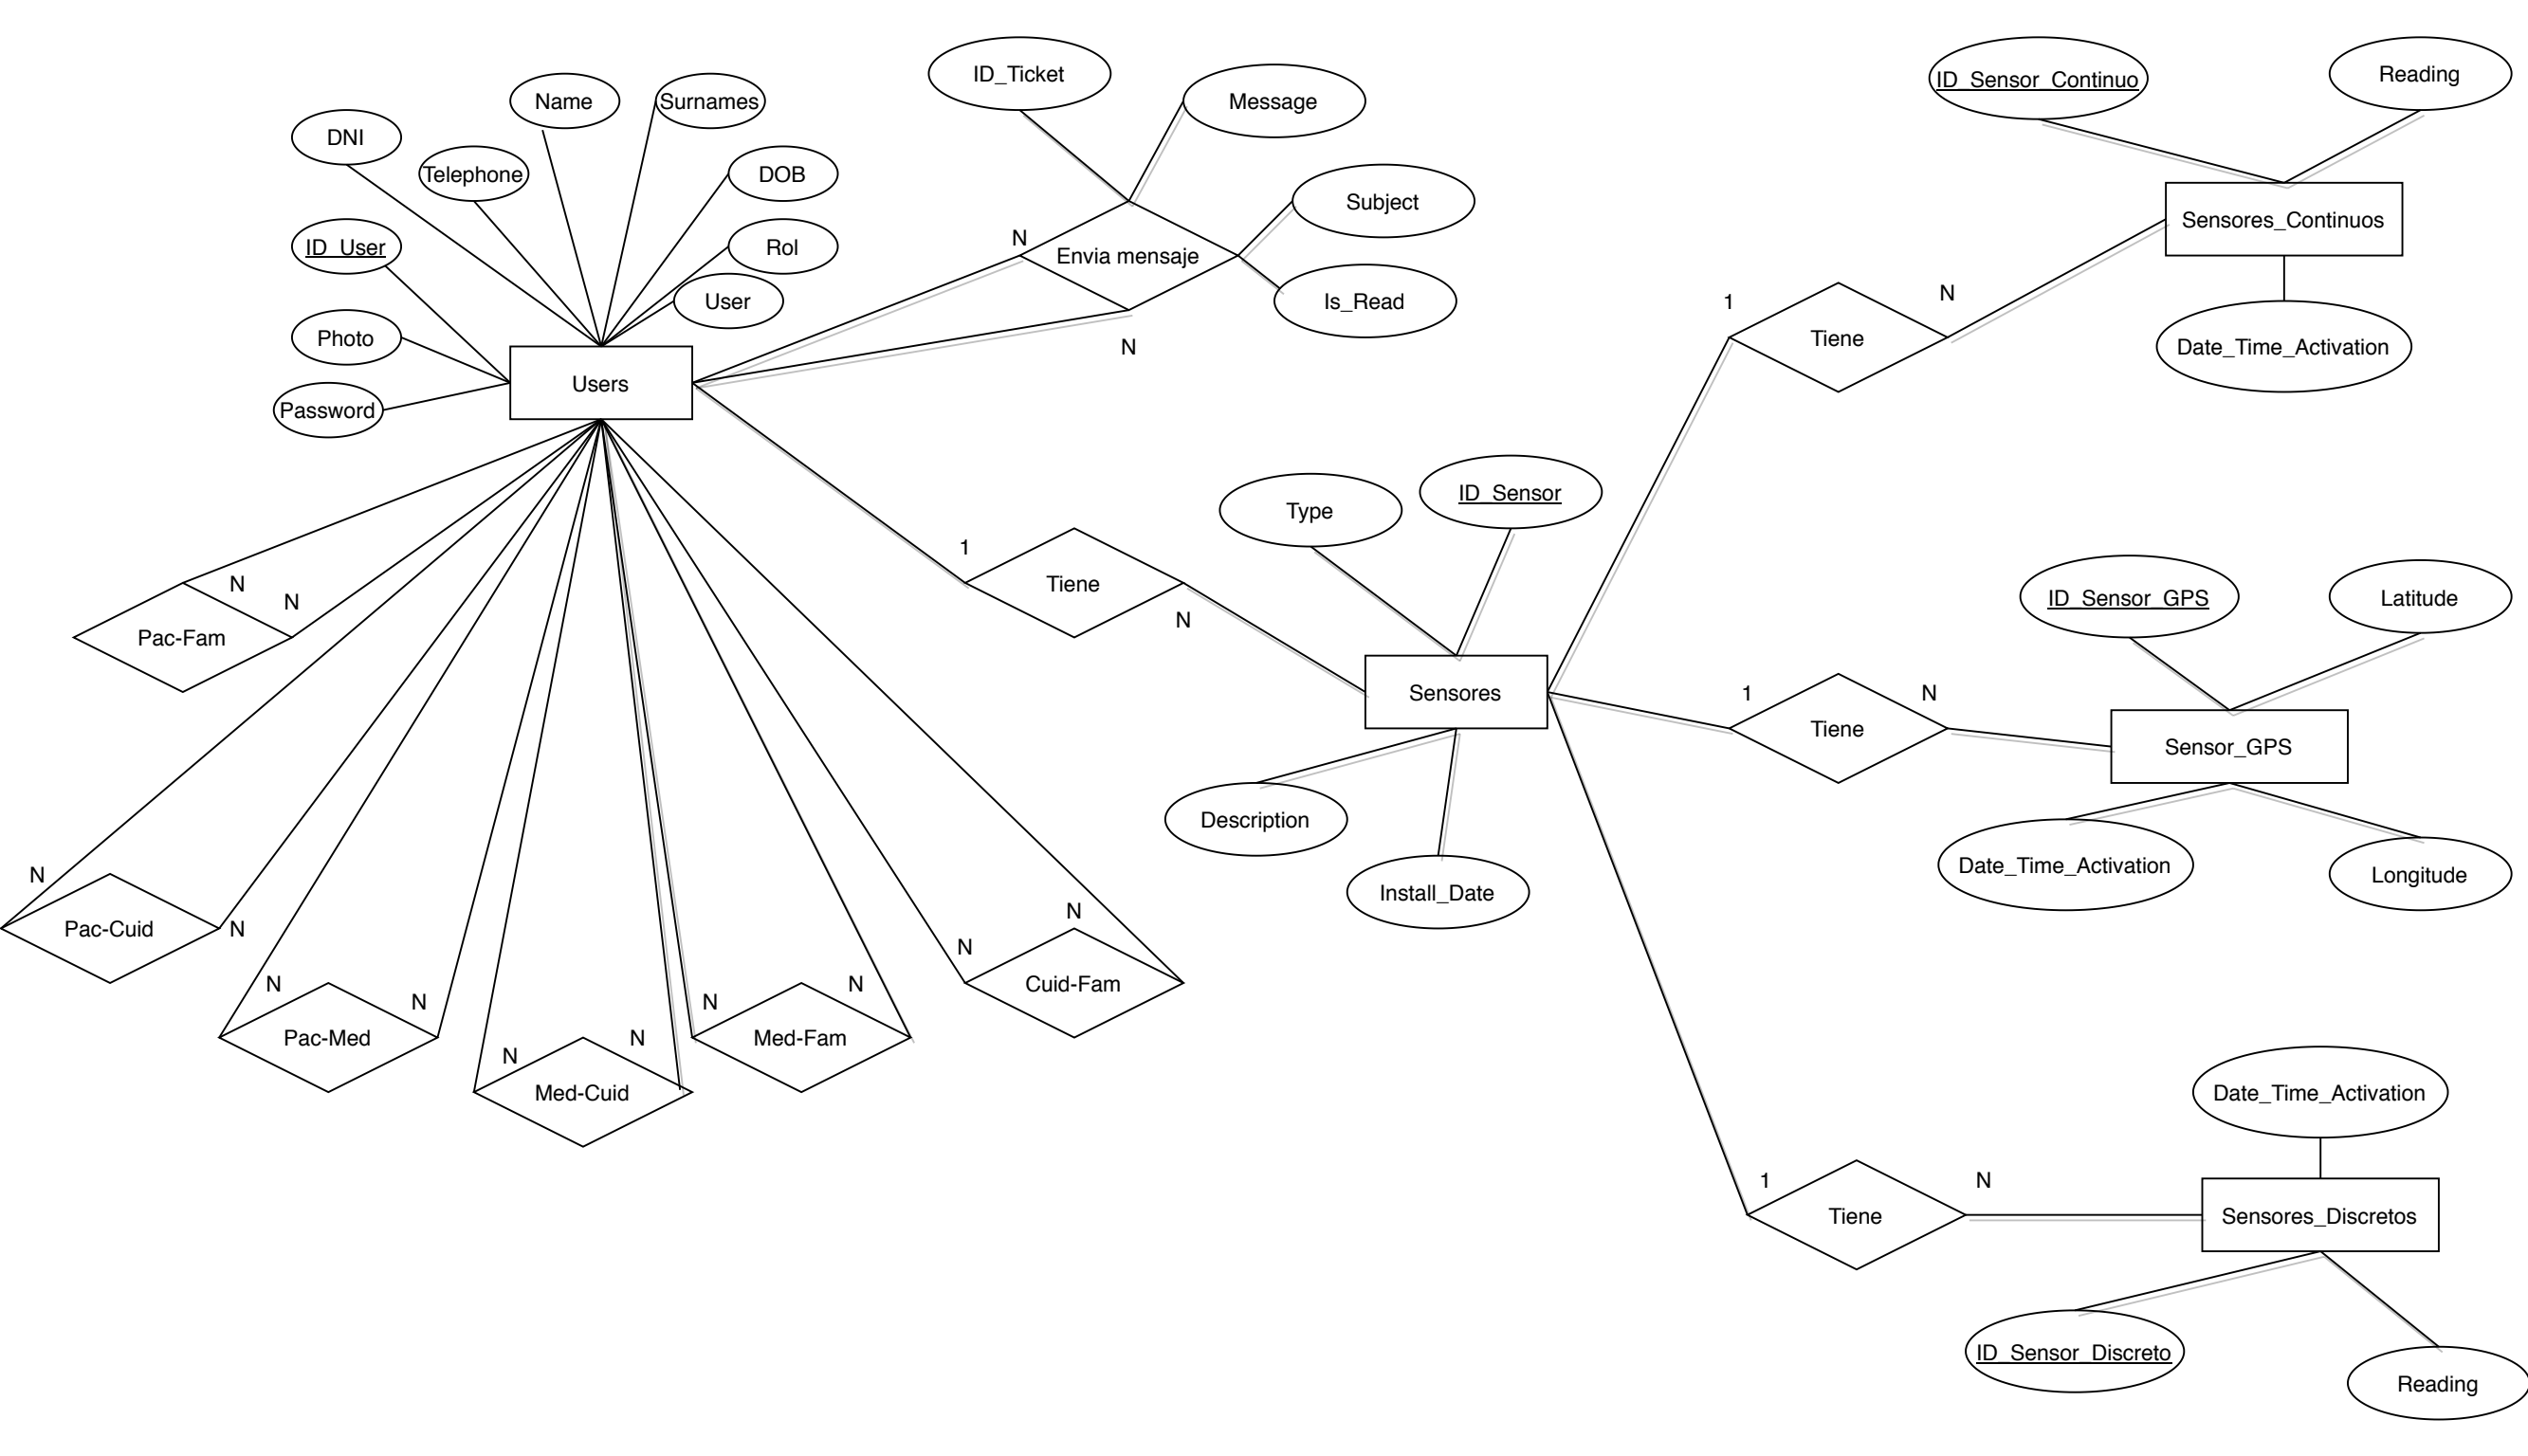 ID_Ticket
ID_Sensor_Continuo
Reading
Name
Surnames
Message
DNI
Telephone
DOB
Subject
ID_User
Rol
N
Envia mensaje
Sensores_Continuos
User
Is_Read
1
N
Photo
Tiene
N
Date_Time_Activation
Users
Password
Type
ID_Sensor
1
Tiene
N
N
N
Pac-Fam
ID_Sensor_GPS
Latitude
Sensores
1
N
Tiene
Sensor_GPS
Description
Date_Time_Activation
Longitude
Install_Date
N
Pac-Cuid
N
N
N
Cuid-Fam
N
N
Pac-Med
N
N
Med-Fam
N
N
Med-Cuid
Date_Time_Activation
1
N
Tiene
Sensores_Discretos
ID_Sensor_Discreto
Reading